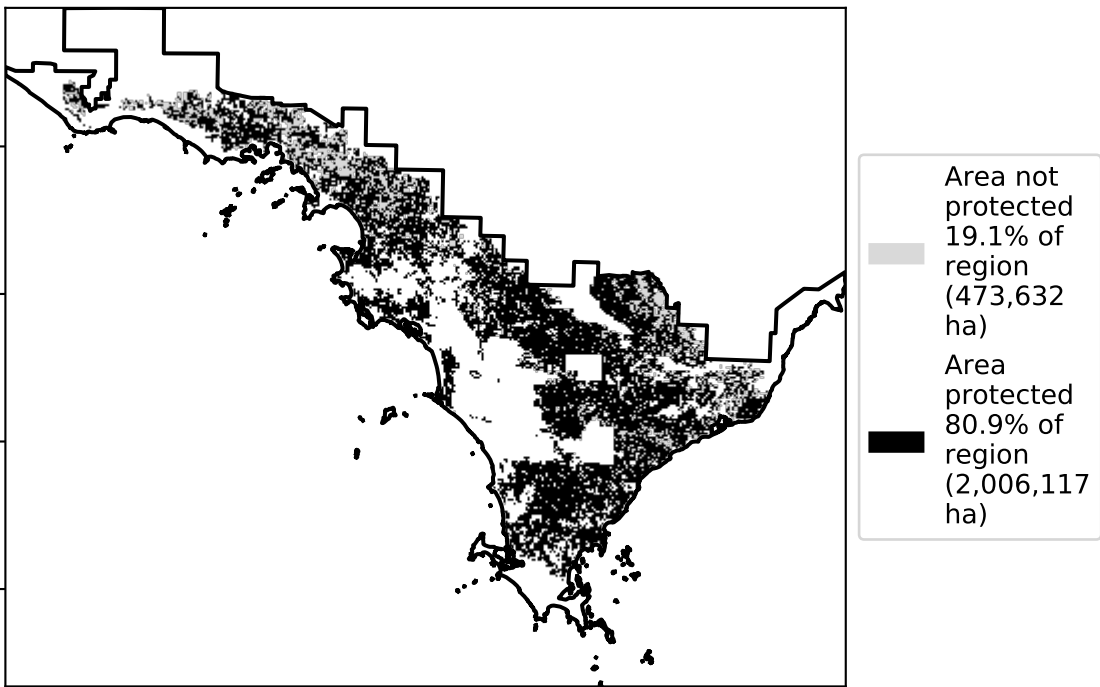 Area not
protected
19.1% of
region
(473,632
ha)
Area
protected
80.9% of
region
(2,006,117
ha)